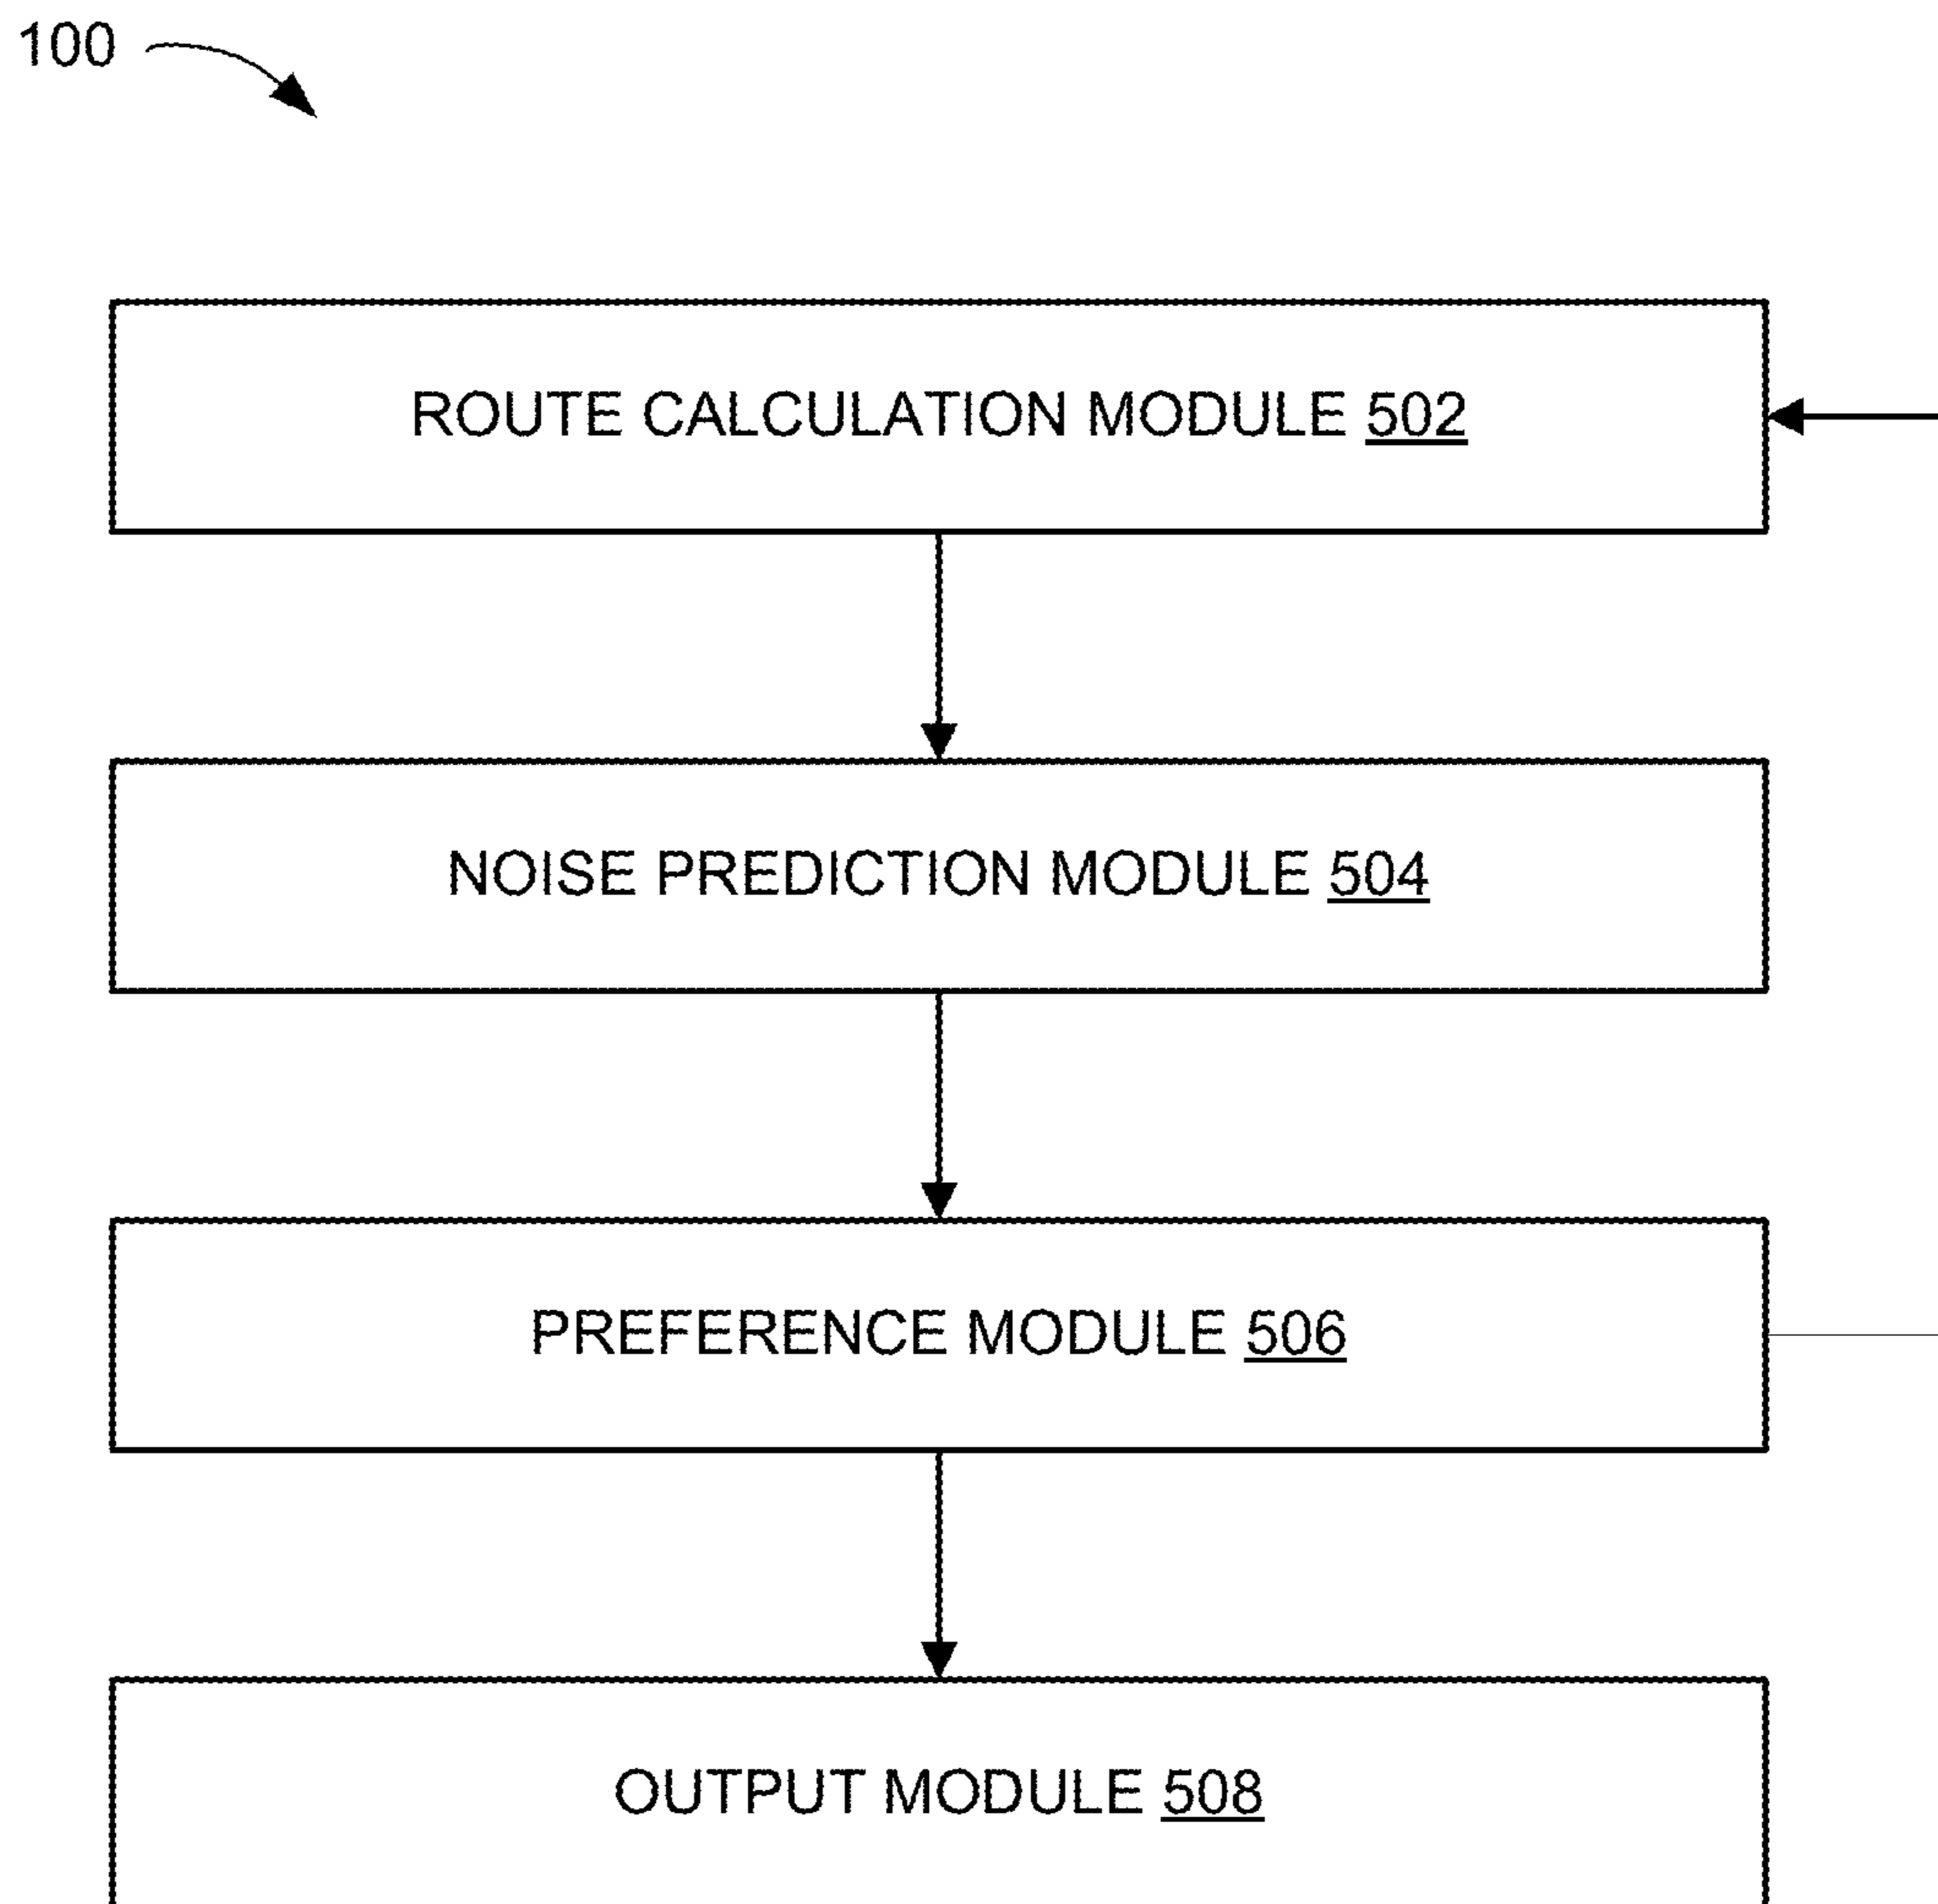 100
ROUTE CALCULATION MODULE 502
NOISE PREDICTION MODULE 504
PREFERENCE MODULE 506
OUTPUT MODULE 508